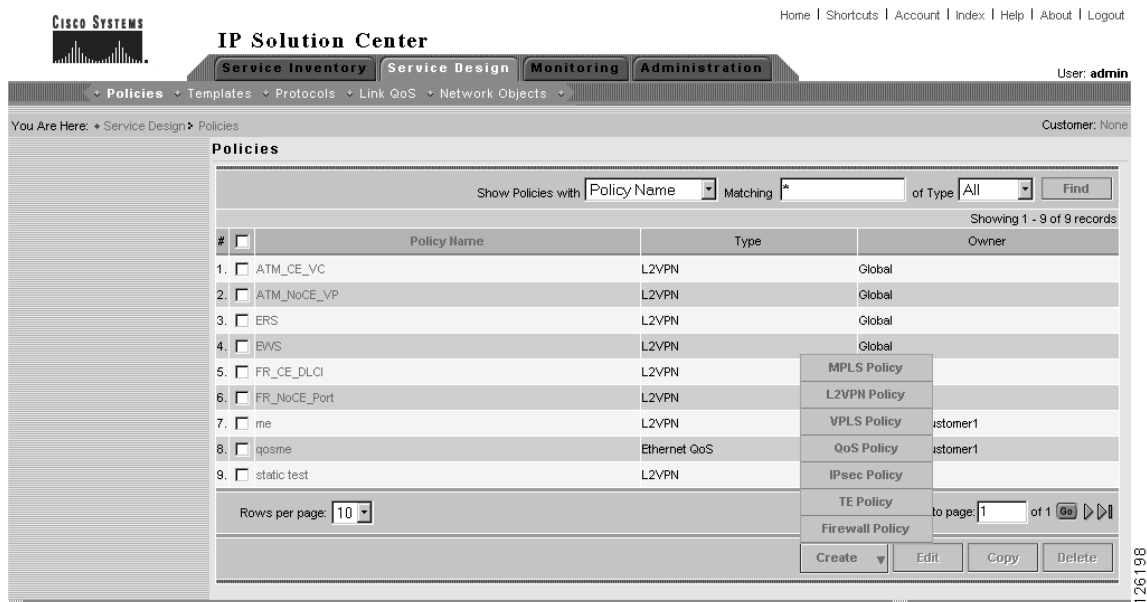 Home | Shortcuts | Account | Index | Help | About | Logout
CISCO SYSTEMS
IP Solution Center
Service Inventory Service Design Monitoring Administration
User: admin
Policies Templates Protocols Link QoS Network Objects
You Are Here: Service Design Policies Customer: None
Policies
Show Policies with Policy Name Matching * of Type All Find
Showing 1 - 9 of 9 records
# Policy Name Type Owner
1. ATM_CE_VC L2VPN Global
2. ATM_NoCE_VP L2VPN Global
3. ERS L2VPN Global
4. EWS L2VPN Global
5. FR_CE_DLCI L2VPN
6. FR_NoCE_Port L2VPN
7. me L2VPN ustomer1
8. qosme Ethernet QoS ustomer1
9. static test L2VPN
MPLS Policy
L2VPN Policy
VPLS Policy
QoS Policy
IPsec Policy
TE Policy
Firewall Policy
Rows per page: 10 to page: 1 of 1 Go
Create Edit Copy Delete
126198